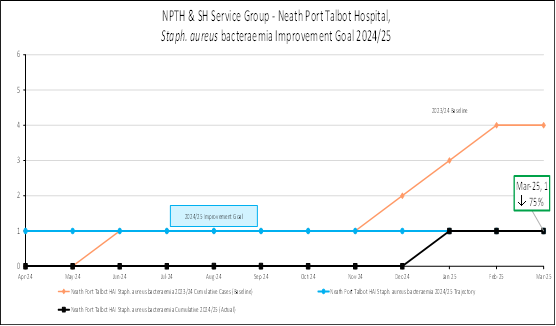 NPTH & SH Service Group - Neath Port Talbot Hospital,
Staph. aureus bacteraemia Improvement Goal 2024/25
6
5
4
3
2
1
0
2023/24 Baseline
2024/25 Improvement Goal
Mar-25, 1
↓ 75%
Apr-24 May-24 Jun-24 Jul-24 Aug-24 Sep-24 Oct-24 Nov-24 Dec-24 Jan-25 Feb-25 Mar-25
Neath Port Talbot HAI Staph. aureus bacteraemia 2023/24 Cumulative Cases (Baseline)
Neath Port Talbot HAI Staph. aureus bacteraemia 2024/25 Trajectory
Neath Port Talbot HAI Staph. aureus bacteraemia Cumulative 2024/25 (Actual)